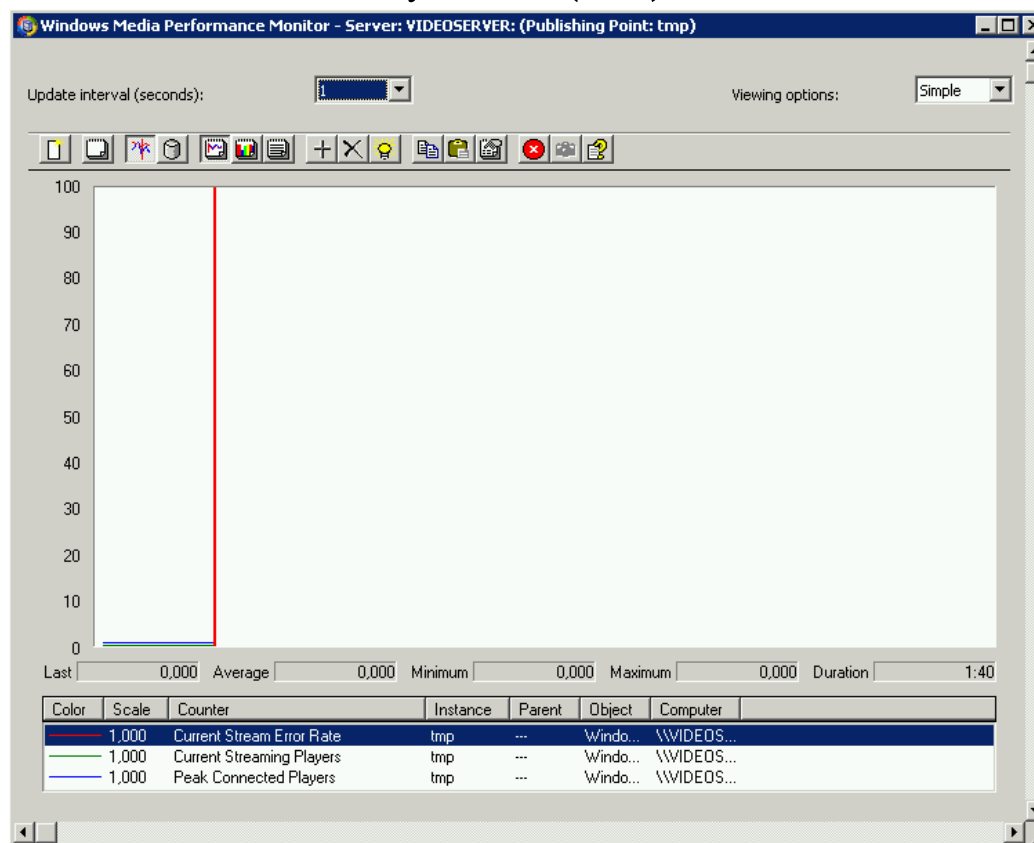 Windows Media Performance Monitor - Server: VIDEOSERVER: (Publishing Point: tmp)
Update interval (seconds): 1 Viewing options: Simple
100
90
80
70
60
50
40
30
20
10
0
Last 0,000 Average 0,000 Minimum 0,000 Maximum 0,000 Duration 1:40
Color Scale Counter Instance Parent Object Computer
1,000 Current Stream Error Rate tmp --- Windo... \\VIDEOS...
1,000 Current Streaming Players tmp --- Windo... \\VIDEOS...
1,000 Peak Connected Players tmp --- Windo... \\VIDEOS...